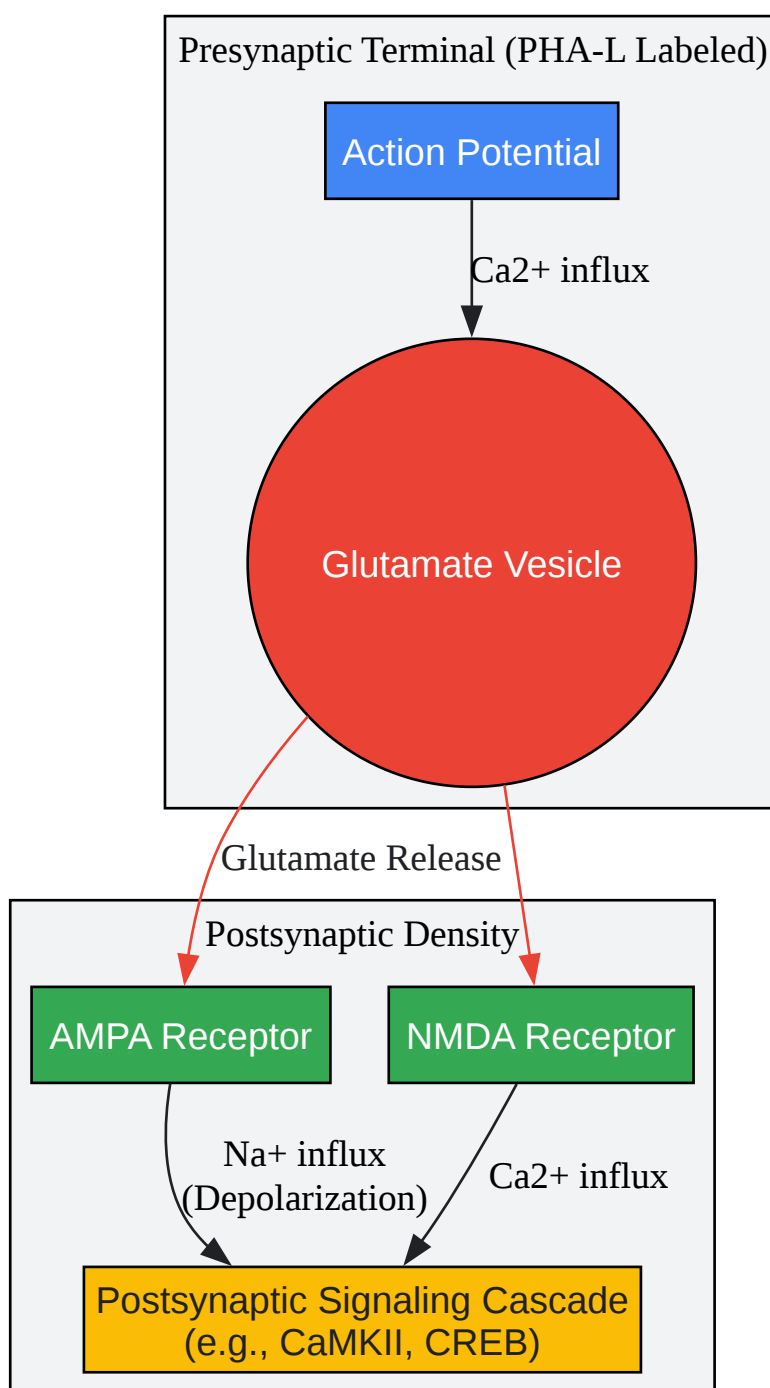 Presynaptic Terminal (PHA-L Labeled)
Action Potential
Ca2+ influx
Glutamate Vesicle
Glutamate Release
Postsynaptic Density
AMPA Receptor
NMDA Receptor
Na+ influx
(Depolarization)
Ca2+ influx
Postsynaptic Signaling Cascade
(e.g., CaMKII, CREB)